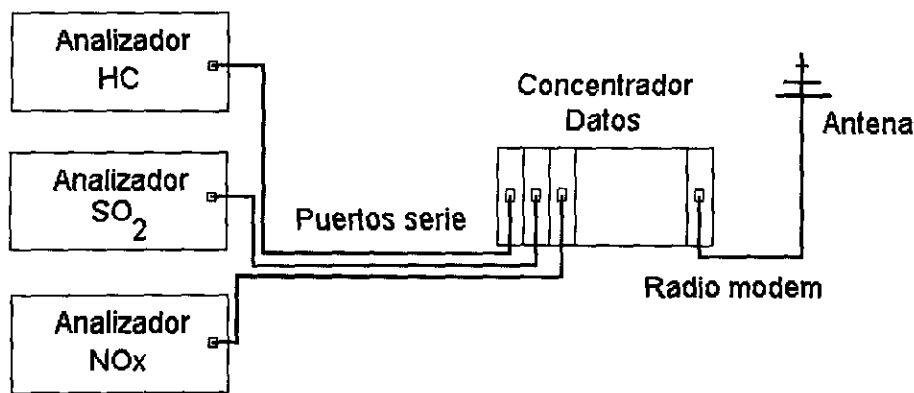 Analizador
HC
Analizador
SO2
Analizador
NOx
Puertos serie
Concentrador
Datos
Antena
Radio modem